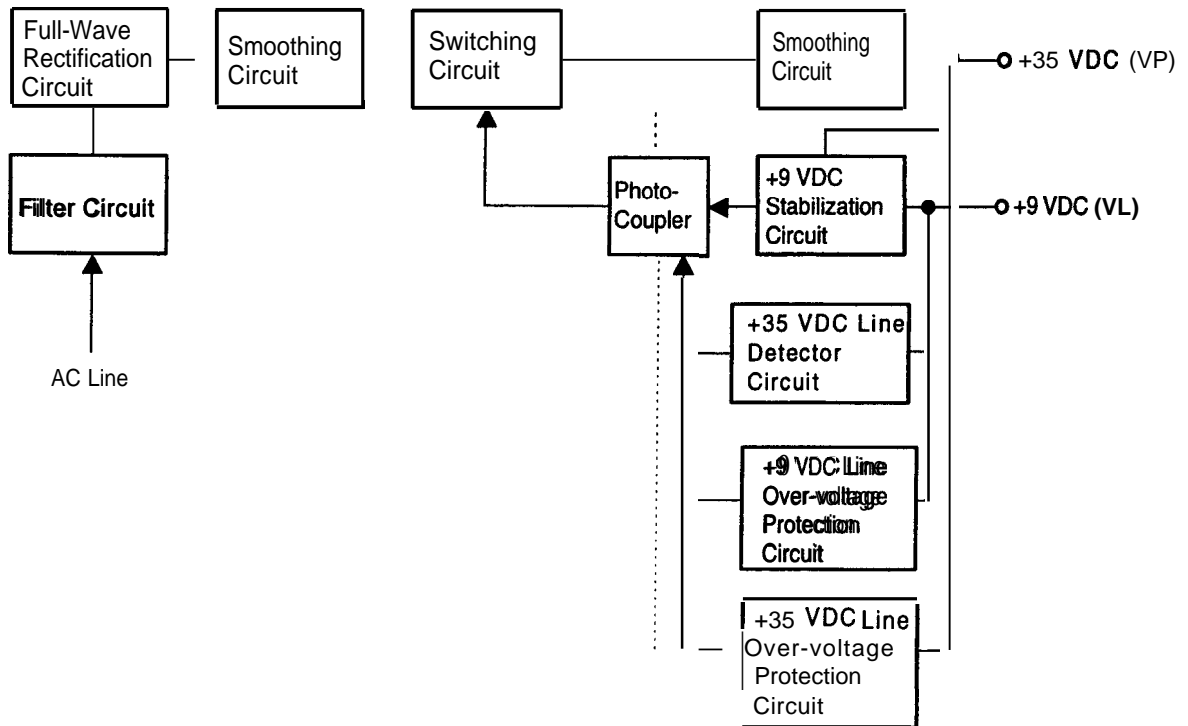 Full-Wave
Rectification
Circuit
Smoothing
Circuit
Switching
Circuit
Smoothing
Circuit
+35 VDC (VP)
Filter Circuit
Photo-
Coupler
+9 VDC
Stabilization
Circuit
+9 VDC (VL)
AC Line
+35 VDC Line
Detector
Circuit
+9 VDC Line
Over-voltage
Protection
Circuit
+35 VDC Line
Over-voltage
Protection
Circuit